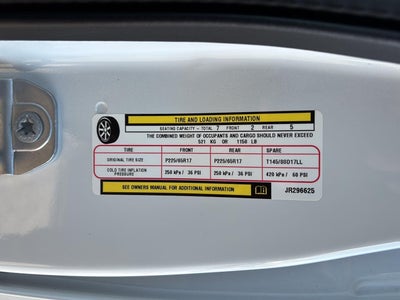 TIRE AND LOADING INFORMATION
SEATING CAPACITY - TOTAL 7 FRONT 2 REAR 5
THE COMBINED WEIGHT OF OCCUPANTS AND CARGO SHOULD NEVER EXCEED
521 KG OR 1150 LB
TIRE FRONT REAR SPARE
ORIGINAL TIRE SIZE P225/65R17 P225/65R17 T145/80D17LL
COLD TIRE INFLATION PRESSURE 250 kPa / 36 PSI 250 kPa / 36 PSI 420 kPa / 60 PSI
SEE OWNERS MANUAL FOR ADDITIONAL INFORMATION JR296625